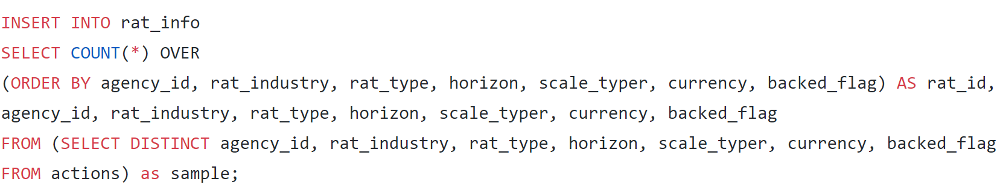 INSERT INTO rat_info
SELECT COUNT(*) OVER
(ORDER BY agency_id, rat_industry, rat_type, horizon, scale_typer, currency, backed_flag) AS rat_id,
agency_id, rat_industry, rat_type, horizon, scale_typer, currency, backed_flag
FROM (SELECT DISTINCT agency_id, rat_industry, rat_type, horizon, scale_typer, currency, backed_flag
FROM actions) as sample;